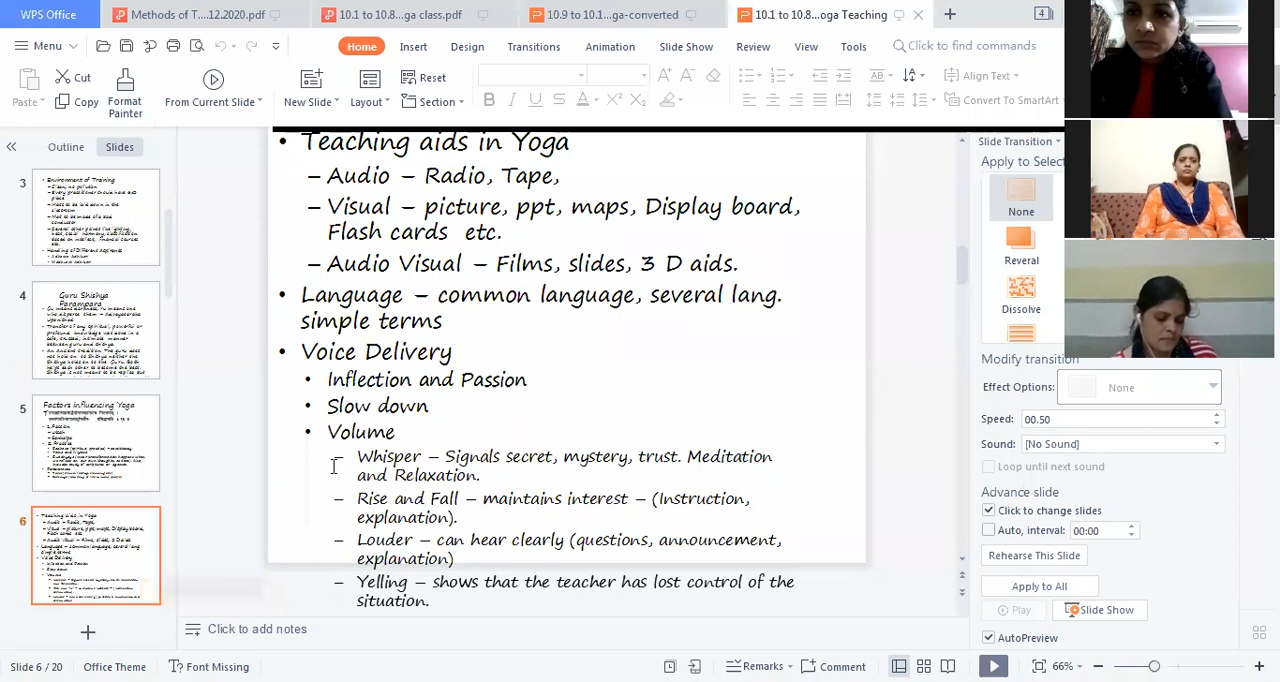 WPS Office
Methods of T....12.2020.pdf
10.1 to 10.8...ga class.pdf
10.9 to 10.1...ga-converted
10.1 to 10.8...oga Teaching
4
Menu
Home
Insert
Design
Transitions
Animation
Slide Show
Review
View
Tools
Click to find commands
Paste
Cut
Copy
Format
Painter
From Current Slide
New Slide
Layout
Reset
Section
Align Text
Convert To SmartArt
Outline
Slides
3
4
Guru Shishya
Parampara
5
Factors influencing Yoga
6
Teaching aids in Yoga
– Audio – Radio, Tape,
– Visual – picture, ppt, maps, Display board,
Flash cards etc.
– Audio Visual – Films, slides, 3 D aids.
• Language – common language, several lang.
simple terms
• Voice Delivery
• Inflection and Passion
• Slow down
• Volume
– Whisper – Signals secret, mystery, trust. Meditation
and Relaxation.
– Rise and Fall – maintains interest – (Instruction,
explanation).
– Louder – can hear clearly (questions, announcement,
explanation)
– Yelling – shows that the teacher has lost control of the
situation.
Slide Transition
Apply to Selec
None
Reveral
Dissolve
Modify transition
Effect Options:
None
Speed:
00.50
Sound:
[No Sound]
Loop until next sound
Advance slide
Click to change slides
Auto, interval:
00:00
Rehearse This Slide
Apply to All
Play
Slide Show
AutoPreview
Click to add notes
Slide 6 / 20
Office Theme
Font Missing
Remarks
Comment
66%